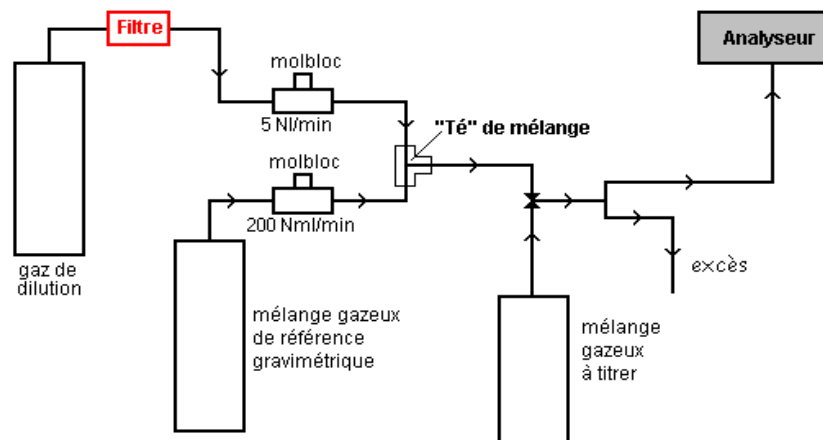 Filtre
Analyseur
molbloc
5 Nl/min
"Té" de mélange
molbloc
200 Nml/min
gaz de
dilution
excès
mélange gazeux
de référence
gravimétrique
mélange
gazeux
à titrer